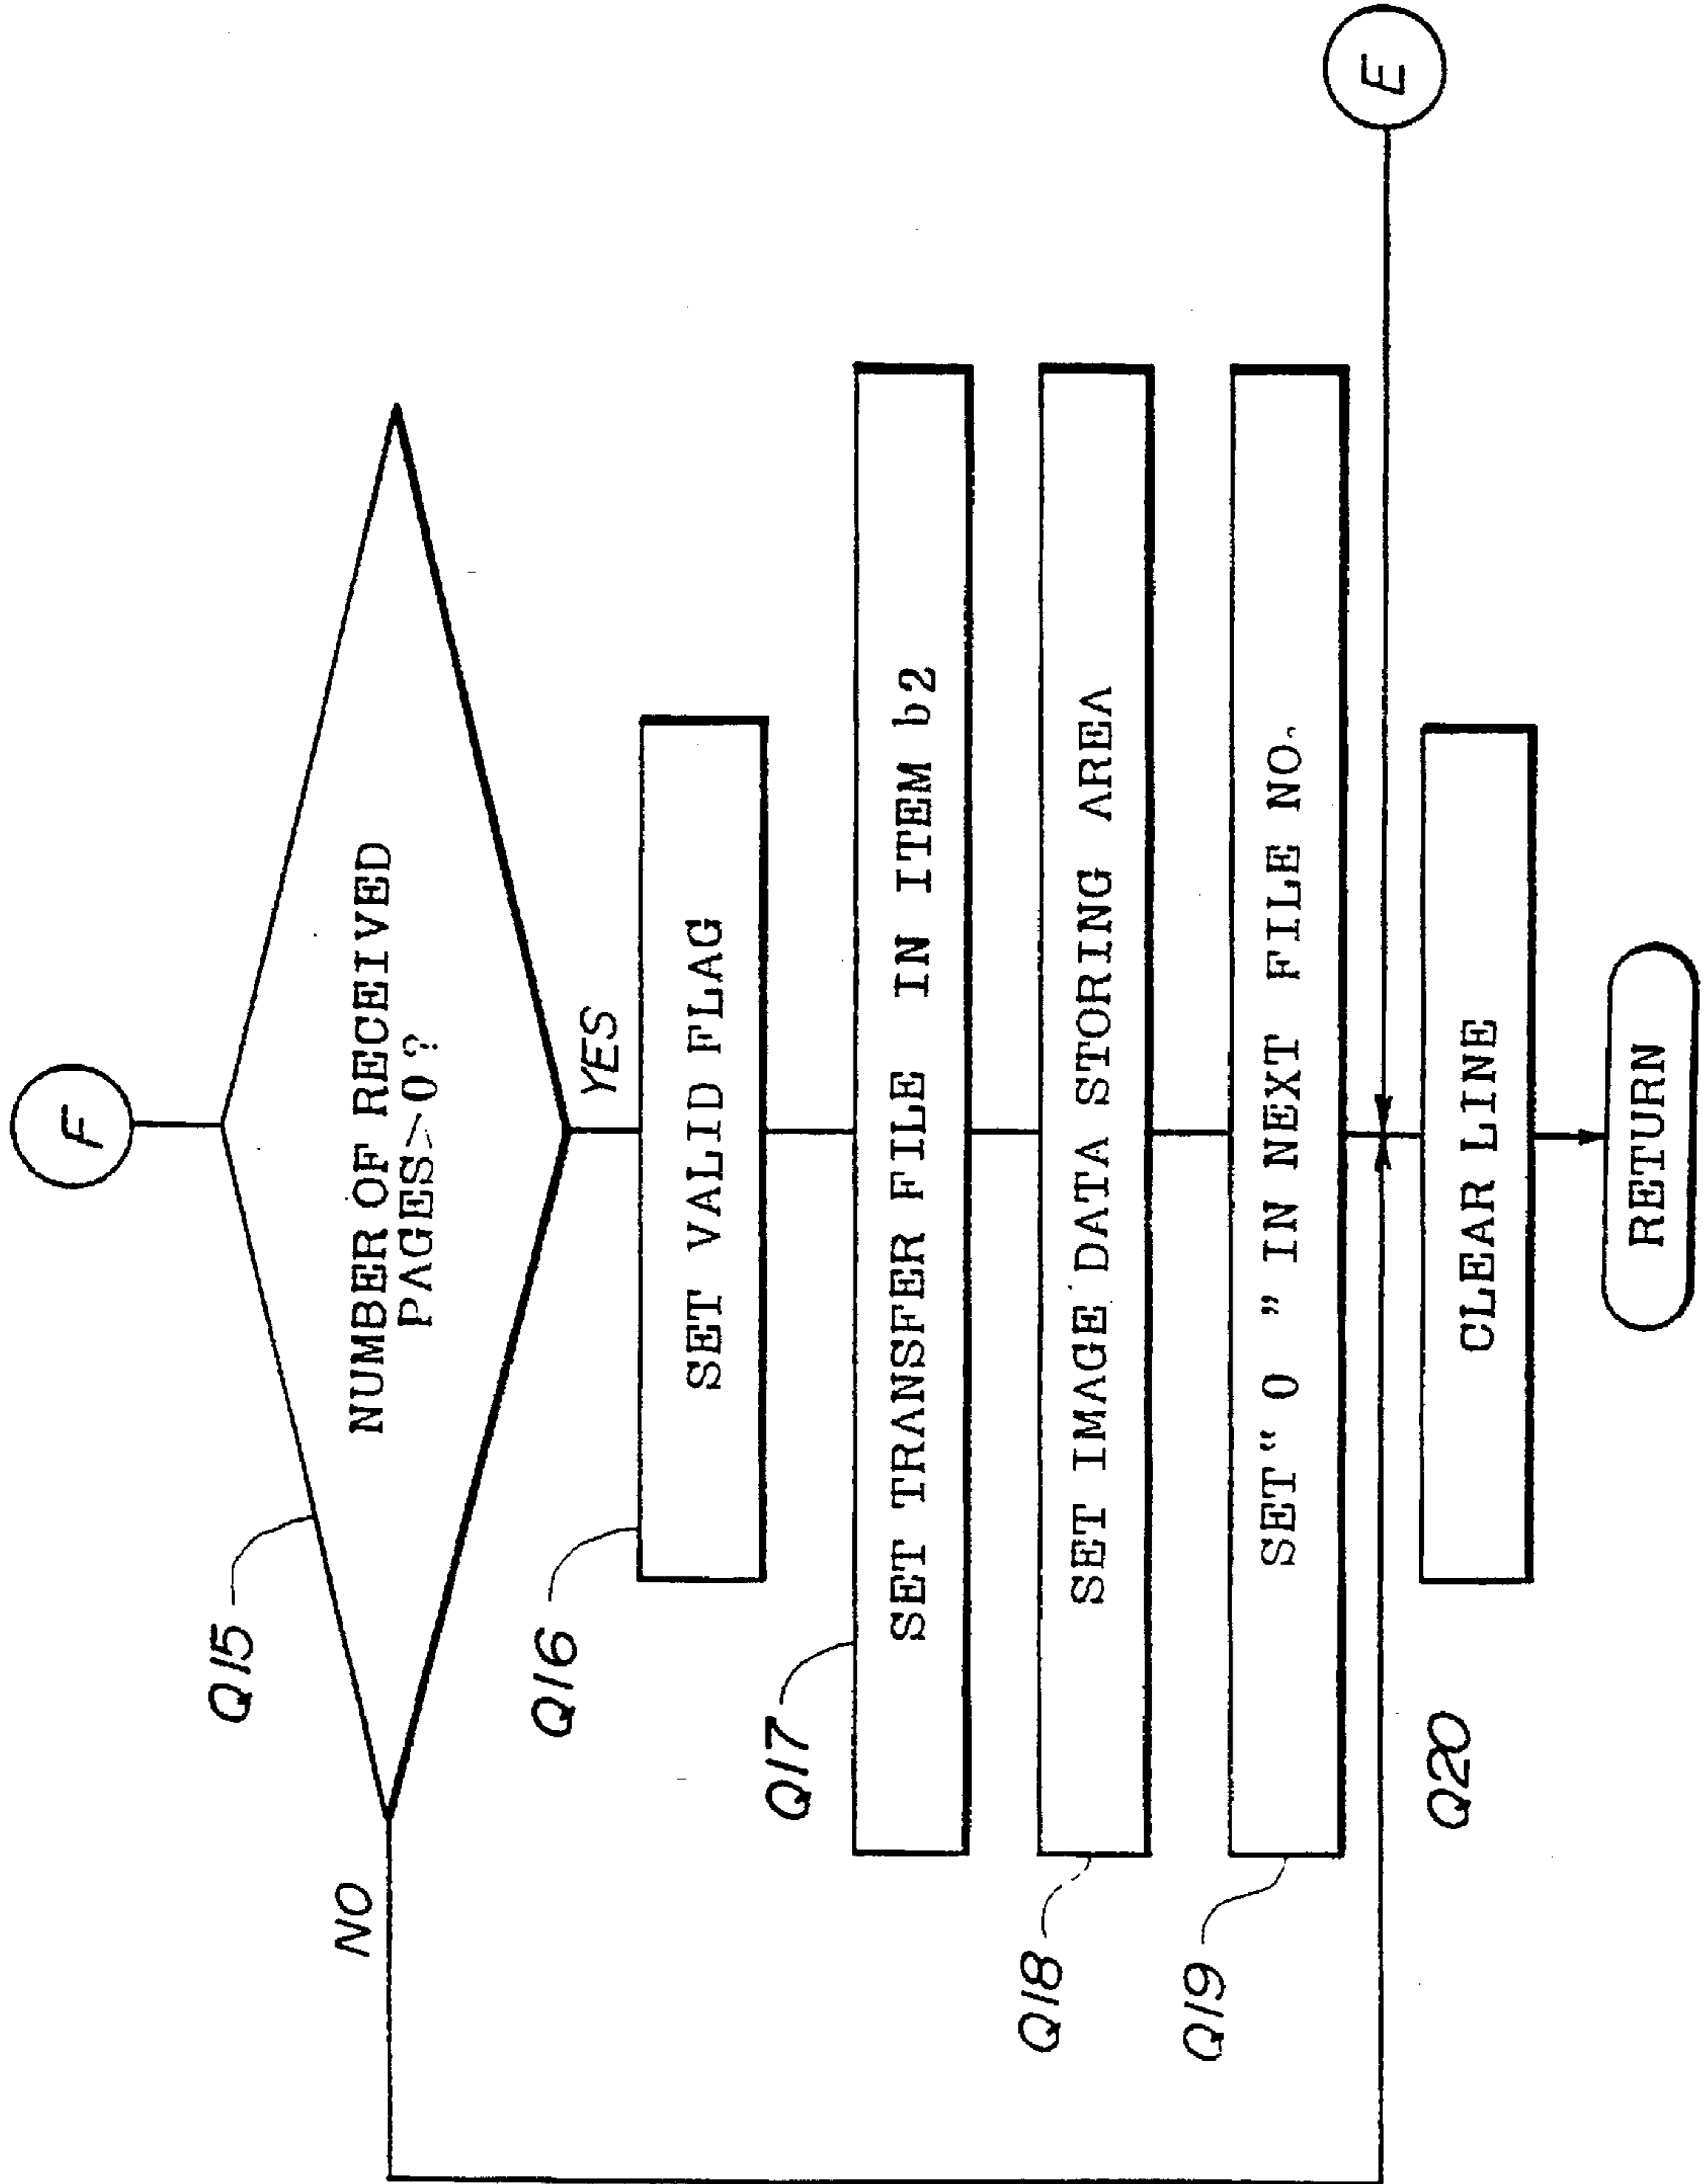 F
Q15
NUMBER OF RECEIVED
PAGES>0?
NO
YES
Q16
SET VALID FLAG
Q17
SET TRANSFER FILE IN ITEM b2
Q18
SET IMAGE DATA STORING AREA
Q19
SET "0" IN NEXT FILE NO.
E
Q20
CLEAR LINE
RETURN